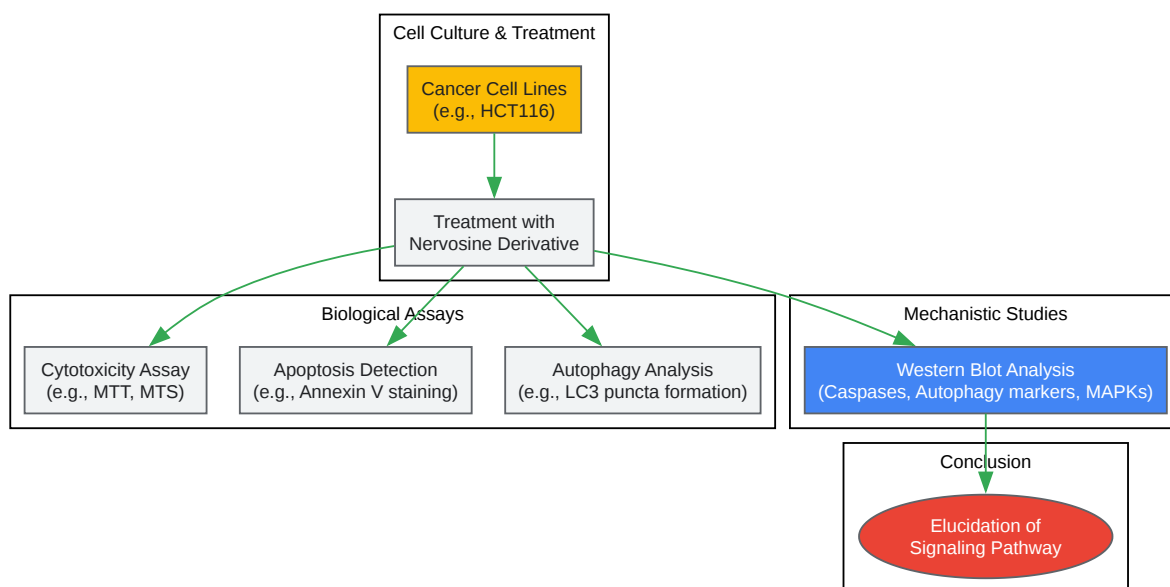 Cell Culture & Treatment
Cancer Cell Lines
(e.g., HCT116)
Treatment with
Nervosine Derivative
Biological Assays
Cytotoxicity Assay
(e.g., MTT, MTS)
Apoptosis Detection
(e.g., Annexin V staining)
Autophagy Analysis
(e.g., LC3 puncta formation)
Mechanistic Studies
Western Blot Analysis
(Caspases, Autophagy markers, MAPKs)
Conclusion
Elucidation of
Signaling Pathway